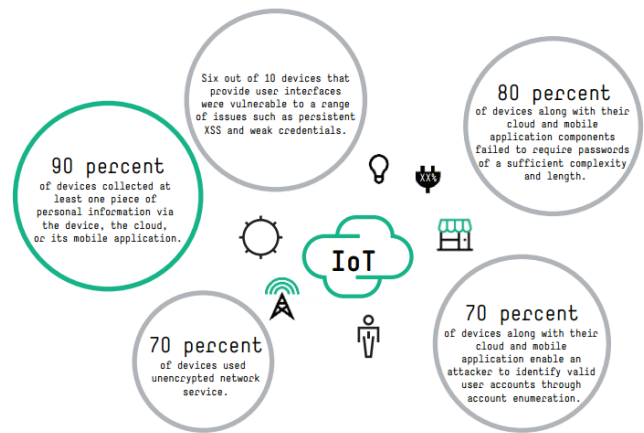 Six out of 10 devices that
provide user interfaces
were vulnerable to a range
of issues such as persistent
XSS and weak credentials.
80 percent
of devices along with their
cloud and mobile
application components
failed to require passwords
of a sufficient complexity
and length.
90 percent
of devices collected at
least one piece of
personal information via
the device, the cloud,
or its mobile application.
XX%
IoT
70 percent
of devices used
unencrypted network
service.
70 percent
of devices along with their
cloud and mobile
application enable an
attacker to identify valid
user accounts through
account enumeration.